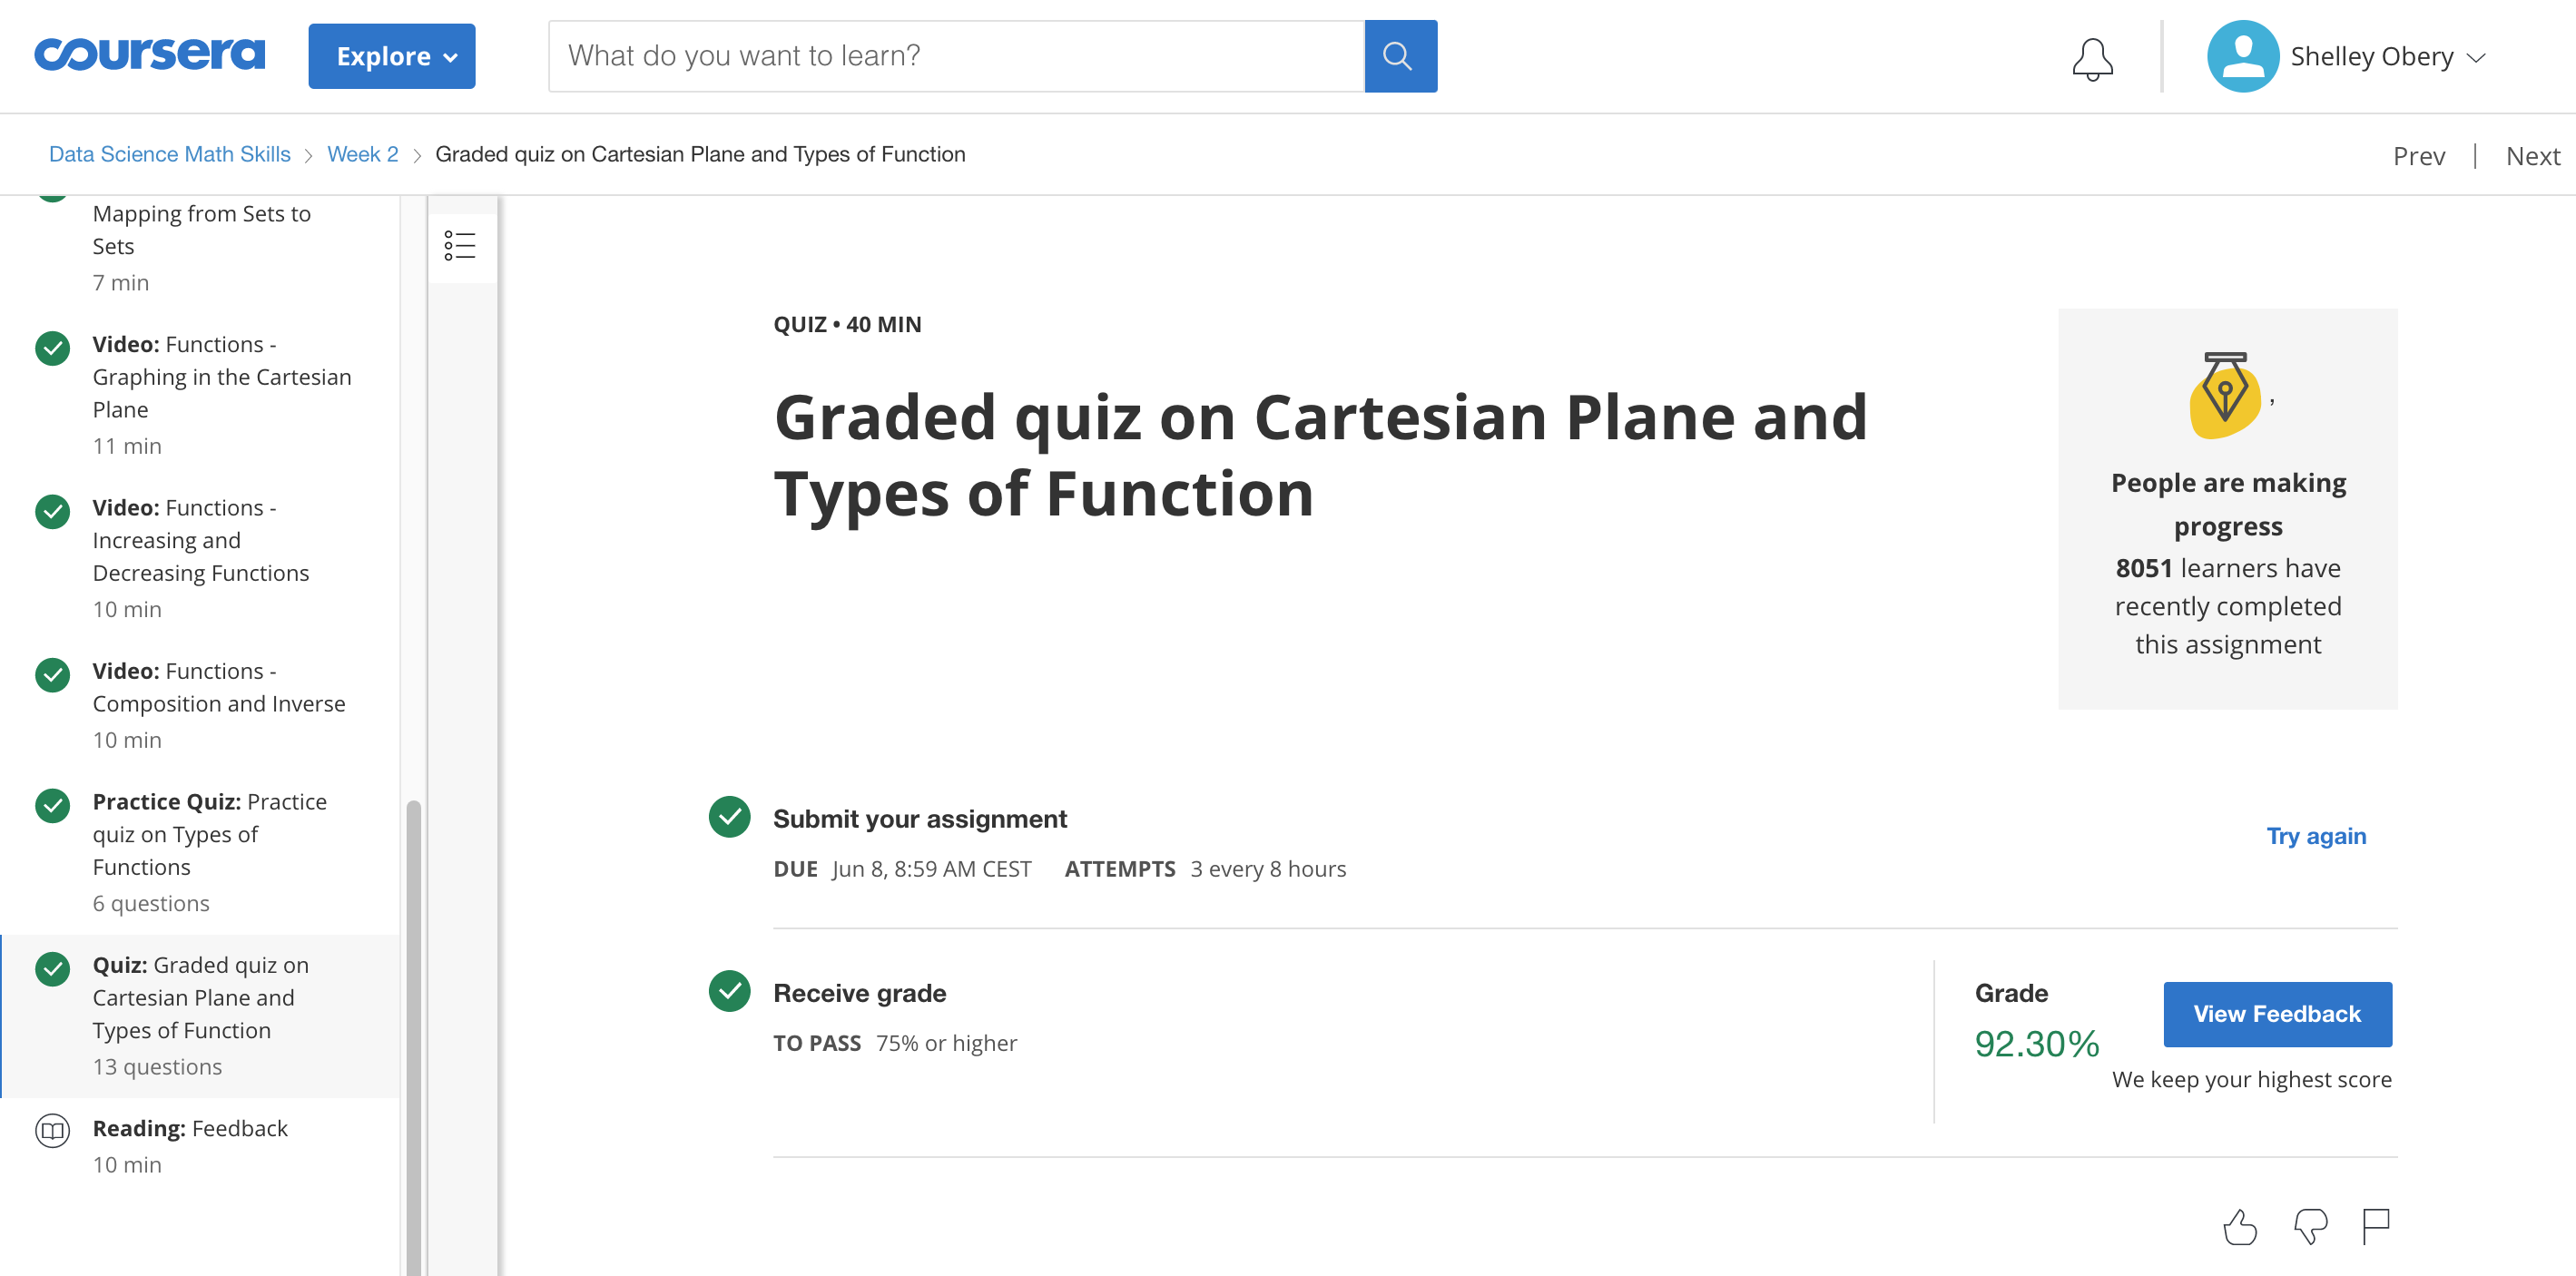 coursera
Explore
What do you want to learn?
Shelley Obery
Data Science Math Skills > Week 2 > Graded quiz on Cartesian Plane and Types of Function
Prev | Next
Mapping from Sets to
Sets
7 min
Video: Functions -
Graphing in the Cartesian
Plane
11 min
Video: Functions -
Increasing and
Decreasing Functions
10 min
Video: Functions -
Composition and Inverse
10 min
Practice Quiz: Practice
quiz on Types of
Functions
6 questions
Quiz: Graded quiz on
Cartesian Plane and
Types of Function
13 questions
Reading: Feedback
10 min
QUIZ • 40 MIN
Graded quiz on Cartesian Plane and
Types of Function
,
People are making
progress
8051 learners have
recently completed
this assignment
Submit your assignment
DUE Jun 8, 8:59 AM CEST ATTEMPTS 3 every 8 hours
Try again
Receive grade
TO PASS 75% or higher
Grade
92.30%
View Feedback
We keep your highest score